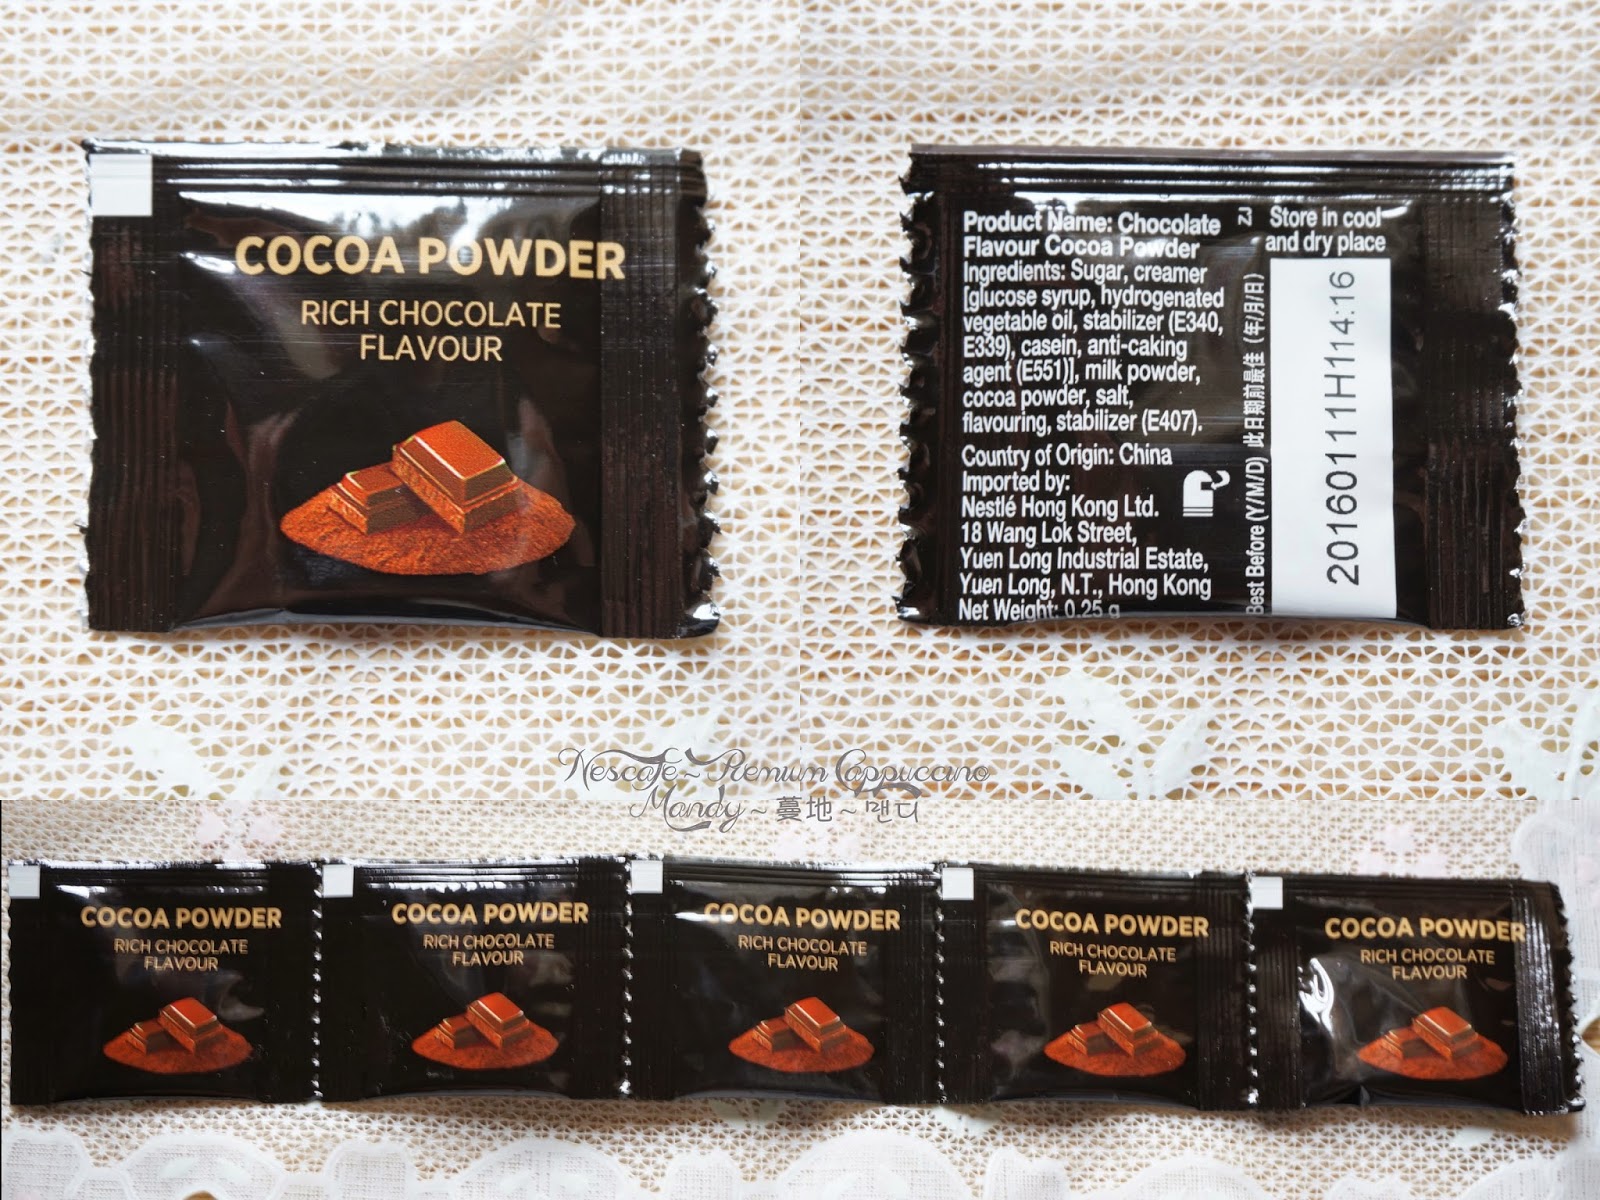 COCOA POWDER
RICH CHOCOLATE
FLAVOUR
Product Name: Chocolate
Flavour Cocoa Powder
Ingredients: Sugar, creamer
[glucose syrup, hydrogenated
vegetable oil, stabilizer (E340,
E339), casein, anti-caking
agent (E551)], milk powder,
cocoa powder, salt,
flavouring, stabilizer (E407).
Country of Origin: China
Imported by:
Nestlé Hong Kong Ltd.
18 Wang Lok Street,
Yuen Long Industrial Estate,
Yuen Long, N.T., Hong Kong
Net Weight: 0.25 g
ZJ
Store in cool
and dry place
Best Before (Y/M/D) 此日期前最佳 (年/月/日)
20160111H114:16
Nescafe~Premium Cappuccino
Mandy~蔓地~맨디
COCOA POWDER
RICH CHOCOLATE
FLAVOUR
COCOA POWDER
RICH CHOCOLATE
FLAVOUR
COCOA POWDER
RICH CHOCOLATE
FLAVOUR
COCOA POWDER
RICH CHOCOLATE
FLAVOUR
COCOA POWDER
RICH CHOCOLATE
FLAVOUR